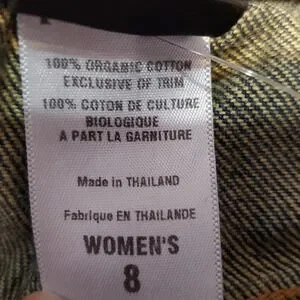 100% ORGANIC COTTON
EXCLUSIVE OF TRIM
100% COTON DE CULTURE
BIOLOGIQUE
A PART LA GARNITURE
Made in THAILAND
Fabrique EN THAILANDE
WOMEN'S
8